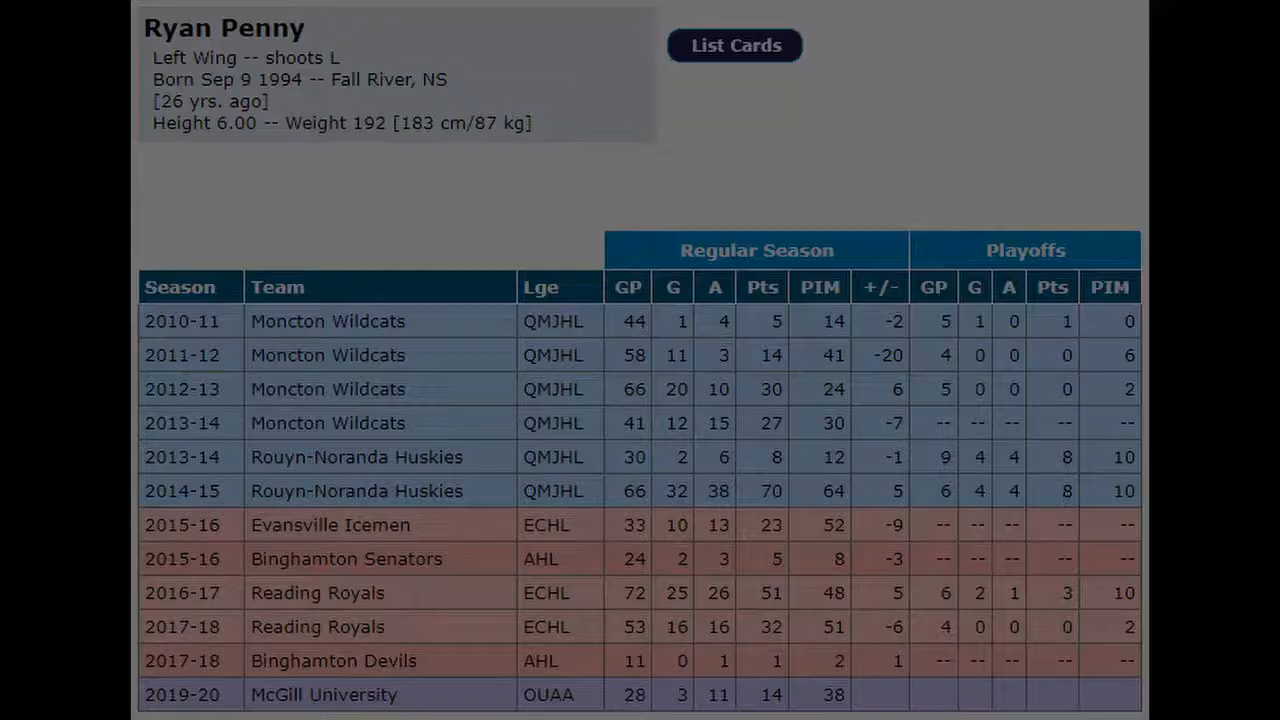 Ryan Penny
List Cards
Left Wing -- shoots L
Born Sep 9 1994 -- Fall River, NS
[26 yrs. ago]
Height 6.00 -- Weight 192 [183 cm/87 kg]
Regular Season Playoffs
Season Team Lge GP G A Pts PIM +/- GP G A Pts PIM
2010-11 Moncton Wildcats QMJHL 44 1 4 5 14 -2 5 1 0 1 0
2011-12 Moncton Wildcats QMJHL 58 11 3 14 41 -20 4 0 0 0 6
2012-13 Moncton Wildcats QMJHL 66 20 10 30 24 6 5 0 0 0 2
2013-14 Moncton Wildcats QMJHL 41 12 15 27 30 -7 -- -- -- -- --
2013-14 Rouyn-Noranda Huskies QMJHL 30 2 6 8 12 -1 9 4 4 8 10
2014-15 Rouyn-Noranda Huskies QMJHL 66 32 38 70 64 5 6 4 4 8 10
2015-16 Evansville Icemen ECHL 33 10 13 23 52 -9 -- -- -- -- --
2015-16 Binghamton Senators AHL 24 2 3 5 8 -3 -- -- -- -- --
2016-17 Reading Royals ECHL 72 25 26 51 48 5 6 2 1 3 10
2017-18 Reading Royals ECHL 53 16 16 32 51 -6 4 0 0 0 2
2017-18 Binghamton Devils AHL 11 0 1 1 2 1 -- -- -- -- --
2019-20 McGill University OUAA 28 3 11 14 38